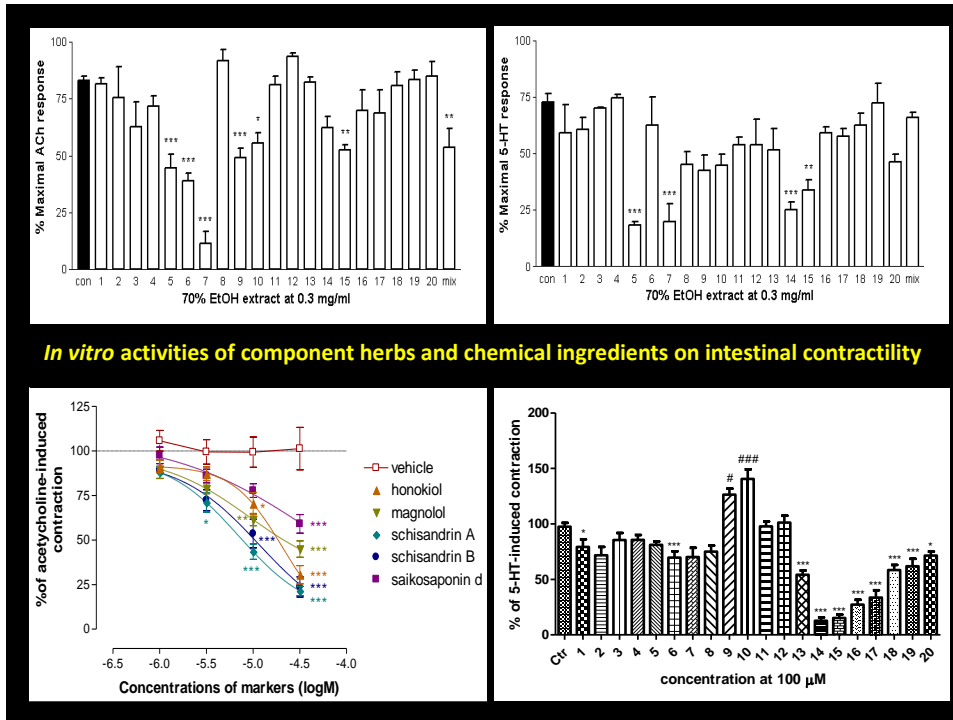 % Maximal ACh response
100
75
50
25
0
*** *** *** *** * ** **
con 1 2 3 4 5 6 7 8 9 10 11 12 13 14 15 16 17 18 19 20 mix
70% EtOH extract at 0.3 mg/ml
% Maximal 5-HT response
100
75
50
25
0
*** *** *** **
con 1 2 3 4 5 6 7 8 9 10 11 12 13 14 15 16 17 18 19 20 mix
70% EtOH extract at 0.3 mg/ml
In vitro activities of component herbs and chemical ingredients on intestinal contractility
%of acetycholine-induced
contraction
125
100
75
50
25
0
* ** * *** *** *** *** *** *** ***
-6.5 -6.0 -5.5 -5.0 -4.5 -4.0
Concentrations of markers (logM)
vehicle
honokiol
magnolol
schisandrin A
schisandrin B
saikosaponin d
% of 5-HT-induced contraction
200
150
100
50
0
* *** # ### *** *** *** *** *** *** *** *
Ctr 1 2 3 4 5 6 7 8 9 10 11 12 13 14 15 16 17 18 19 20
concentration at 100 µM